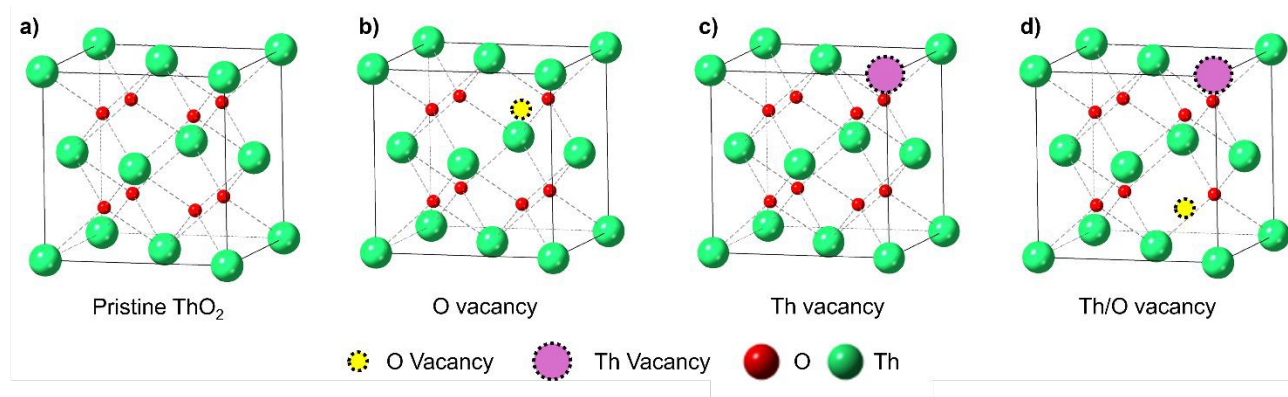 a) b) c) d)
Pristine ThO₂ O vacancy Th vacancy Th/O vacancy
O Vacancy Th Vacancy O Th